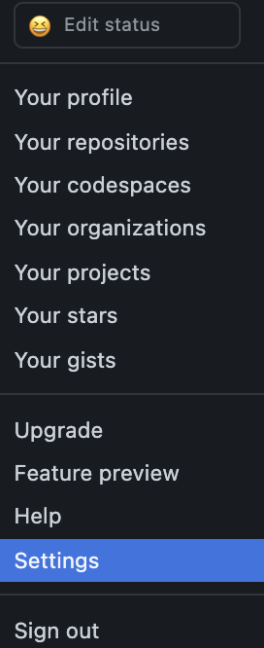 😆 Edit status
Your profile
Your repositories
Your codespaces
Your organizations
Your projects
Your stars
Your gists
Upgrade
Feature preview
Help
Settings
Sign out